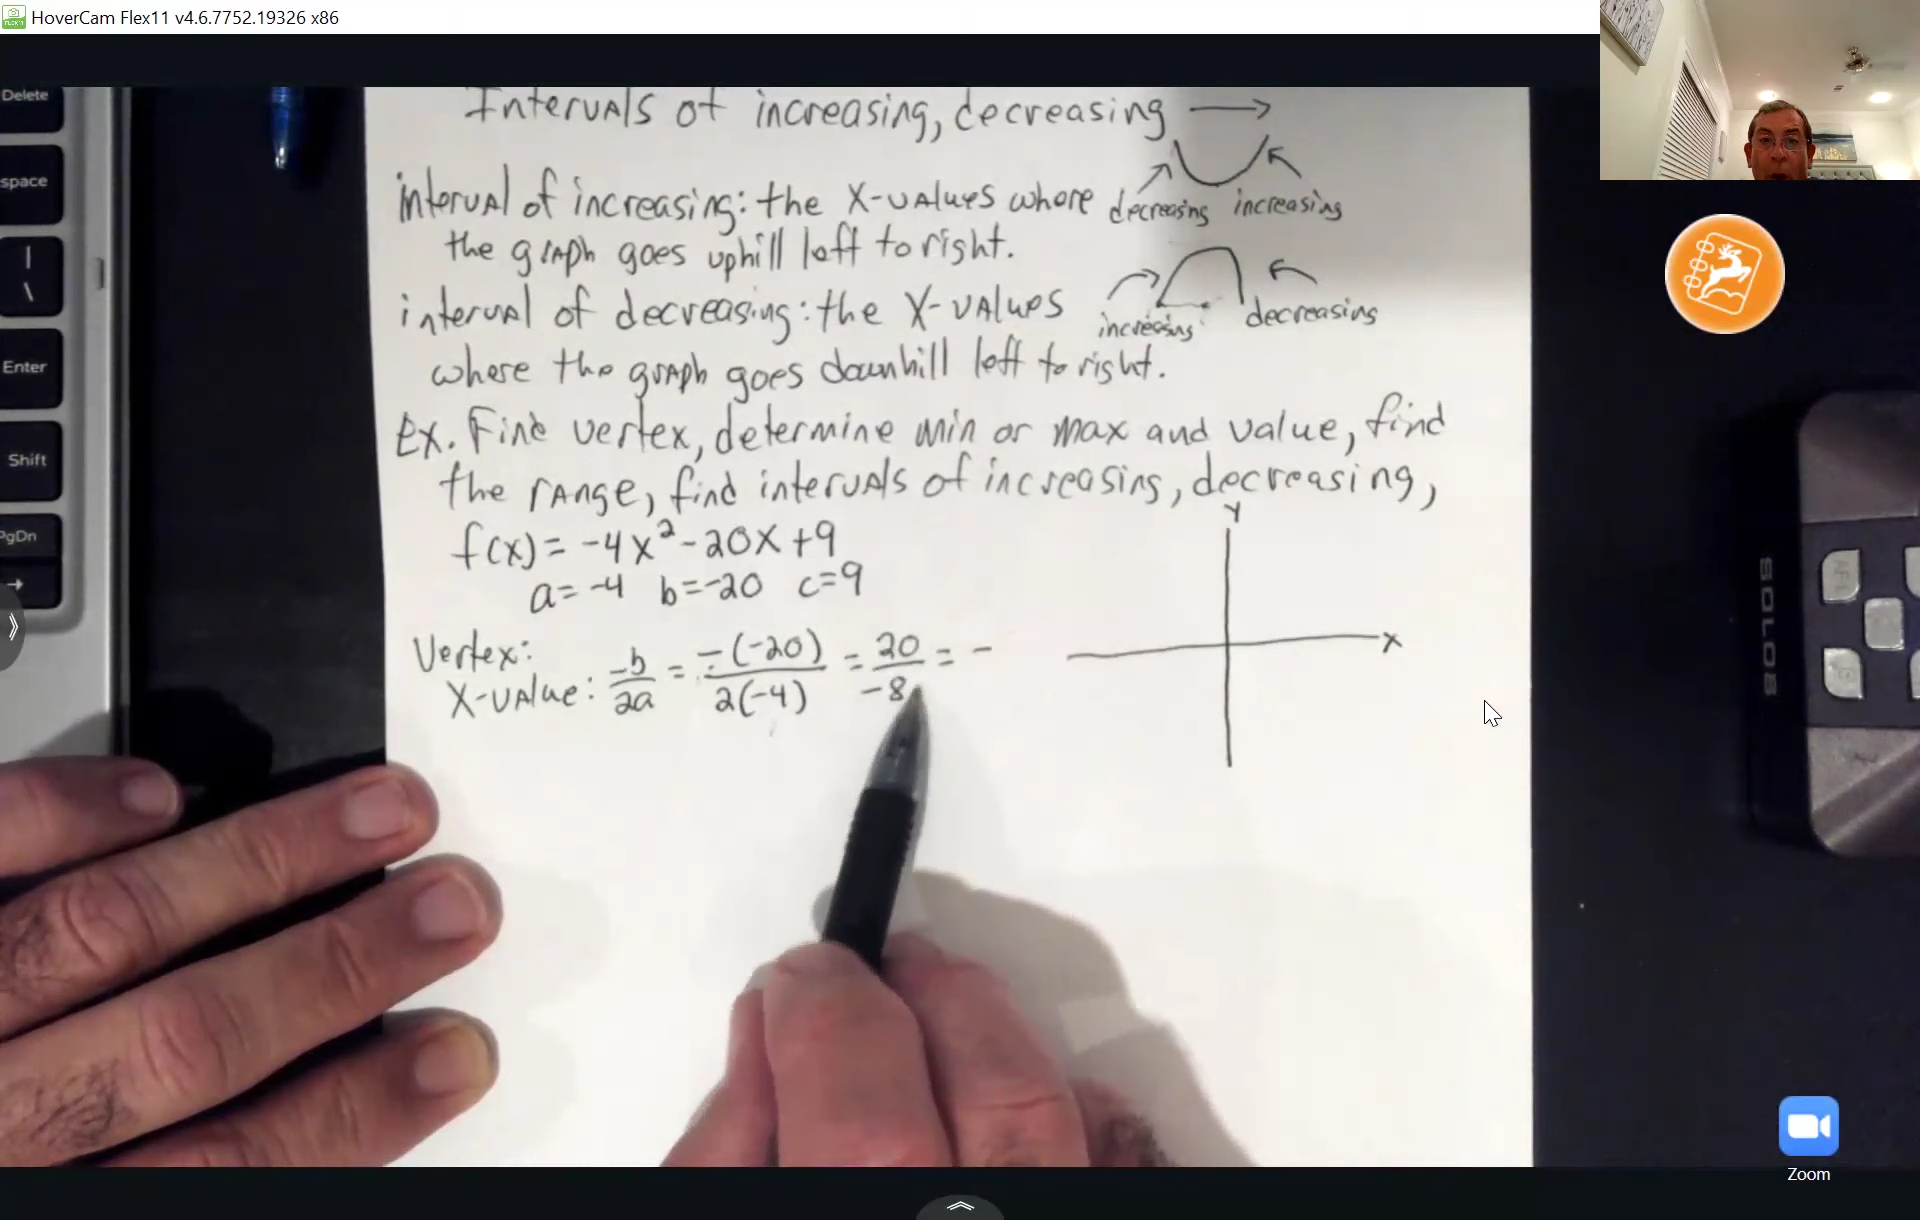 HoverCam Flex11 v4.6.7752.19326 x86
Delete
space
|
\
Enter
Shift
PgDn
→
Intervals of increasing, decreasing →
interval of increasing: the x-values where
the graph goes uphill left to right.
decreasing increasing
interval of decreasing: the x-values
where the graph goes downhill left to right.
increasing decreasing
Ex. Find vertex, determine min or max and value, find
the range, find intervals of increasing, decreasing,
f(x) = -4x² - 20x + 9
a = -4 b = -20 c = 9
Vertex:
x-value: -b/2a = -(-20)/2(-4) = 20/-8 = -
Y
X
SOLO8
Zoom